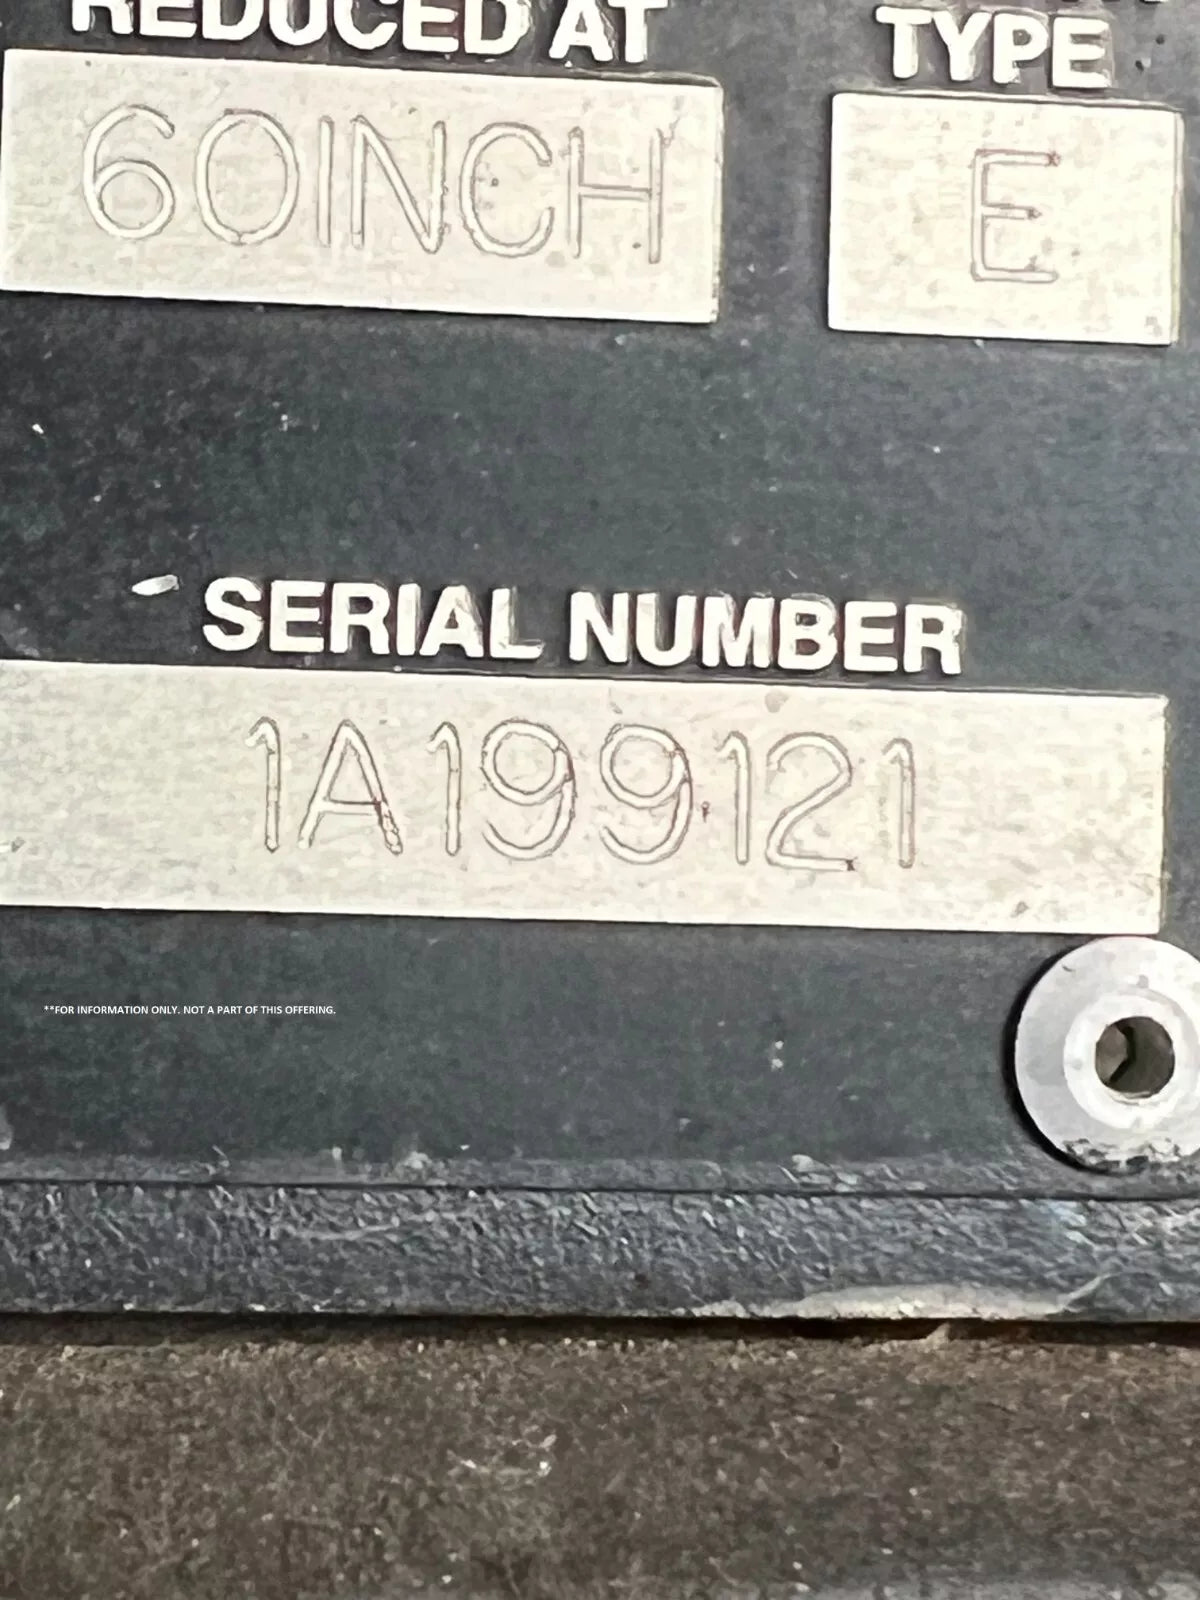 REDUCED AT TYPE
60INCH E
SERIAL NUMBER
1A199121
**FOR INFORMATION ONLY. NOT A PART OF THIS OFFERING.